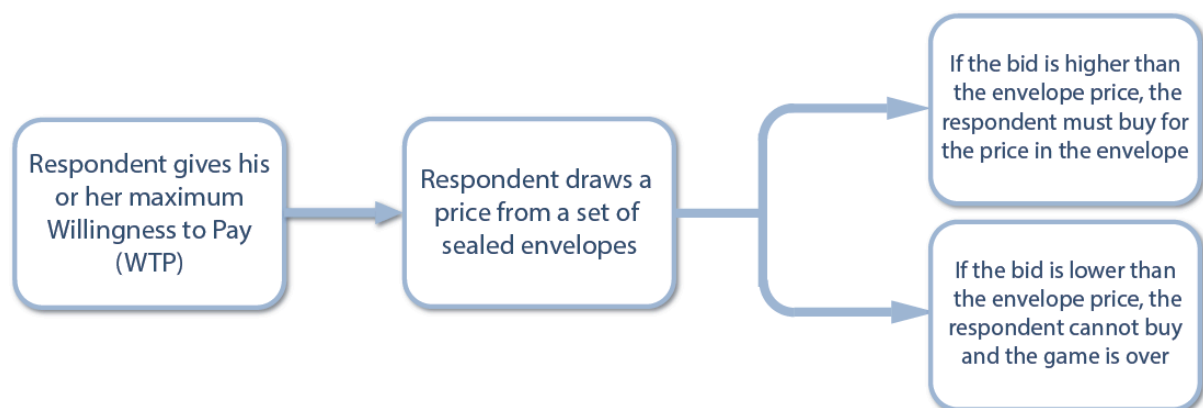 Respondent gives his
or her maximum
Willingness to Pay
(WTP)
Respondent draws a
price from a set of
sealed envelopes
If the bid is higher than
the envelope price, the
respondent must buy for
the price in the envelope
If the bid is lower than
the envelope price, the
respondent cannot buy
and the game is over